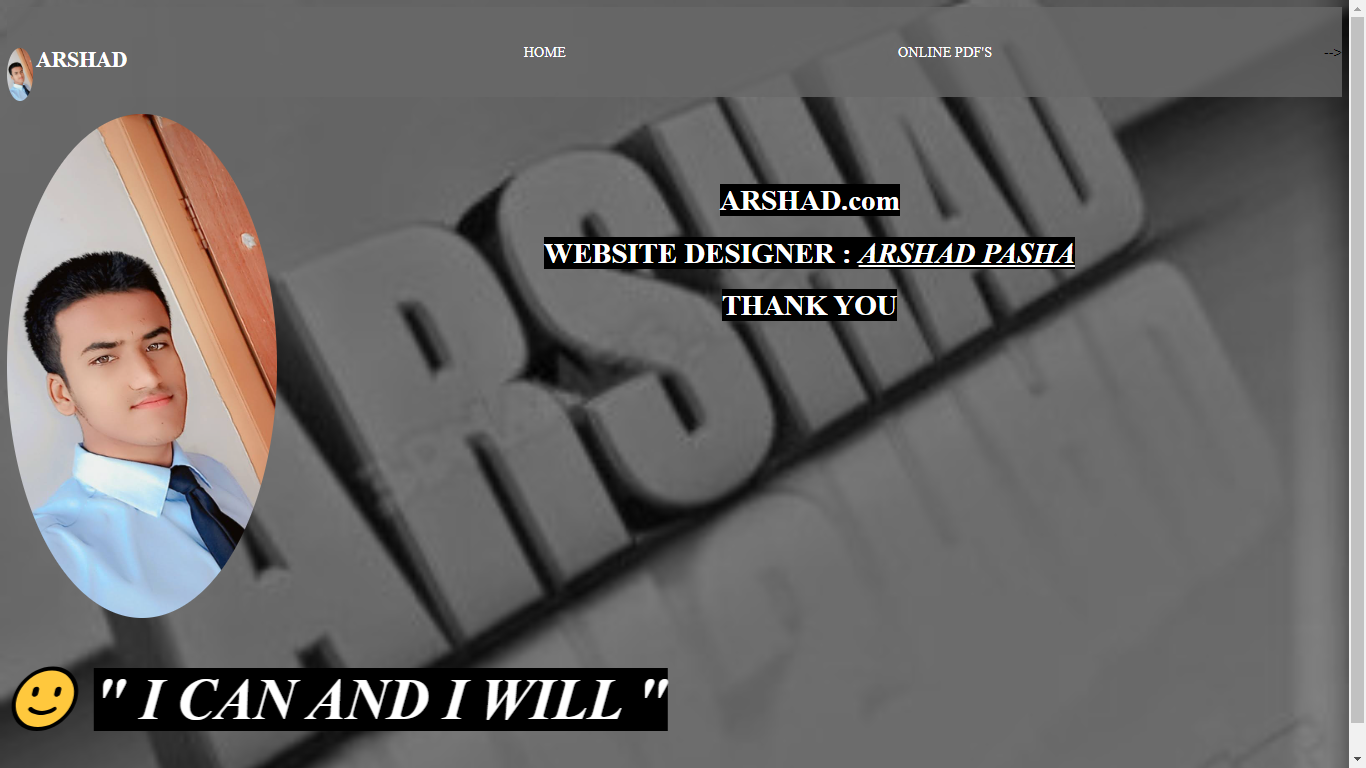 ARSHAD
HOME
ONLINE PDF'S
-->
ARSHAD
ARSHAD.com
WEBSITE DESIGNER : ARSHAD PASHA
THANK YOU
" I CAN AND I WILL "